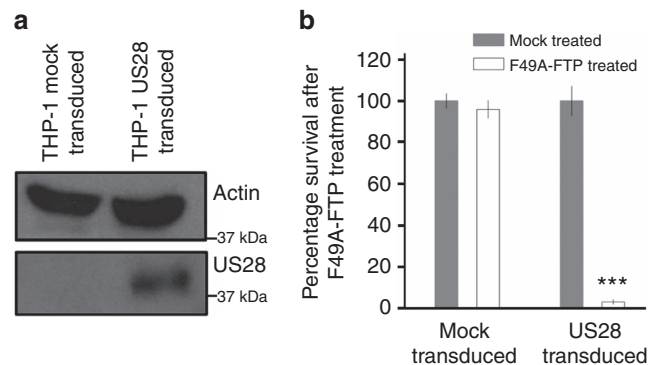 a
THP-1 mock
transduced
THP-1 US28
transduced
Actin
37 kDa
US28
37 kDa
b
Mock treated
F49A-FTP treated
Percentage survival after
F49A-FTP treatment
120
100
80
60
40
20
0
***
Mock
transduced
US28
transduced